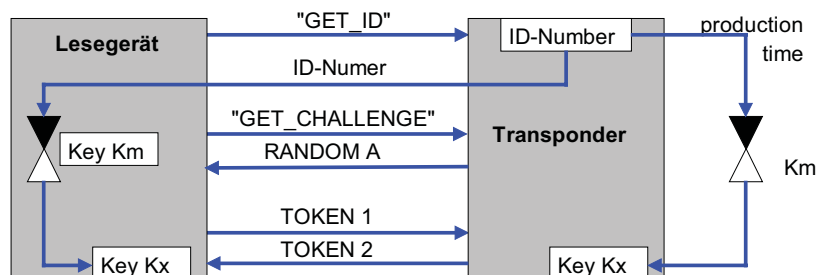 "GET_ID"
ID-Number
production
time
Lesegerät
ID-Numer
"GET_CHALLENGE"
Key Km
RANDOM A
Transponder
Km
TOKEN 1
TOKEN 2
Key Kx
Key Kx